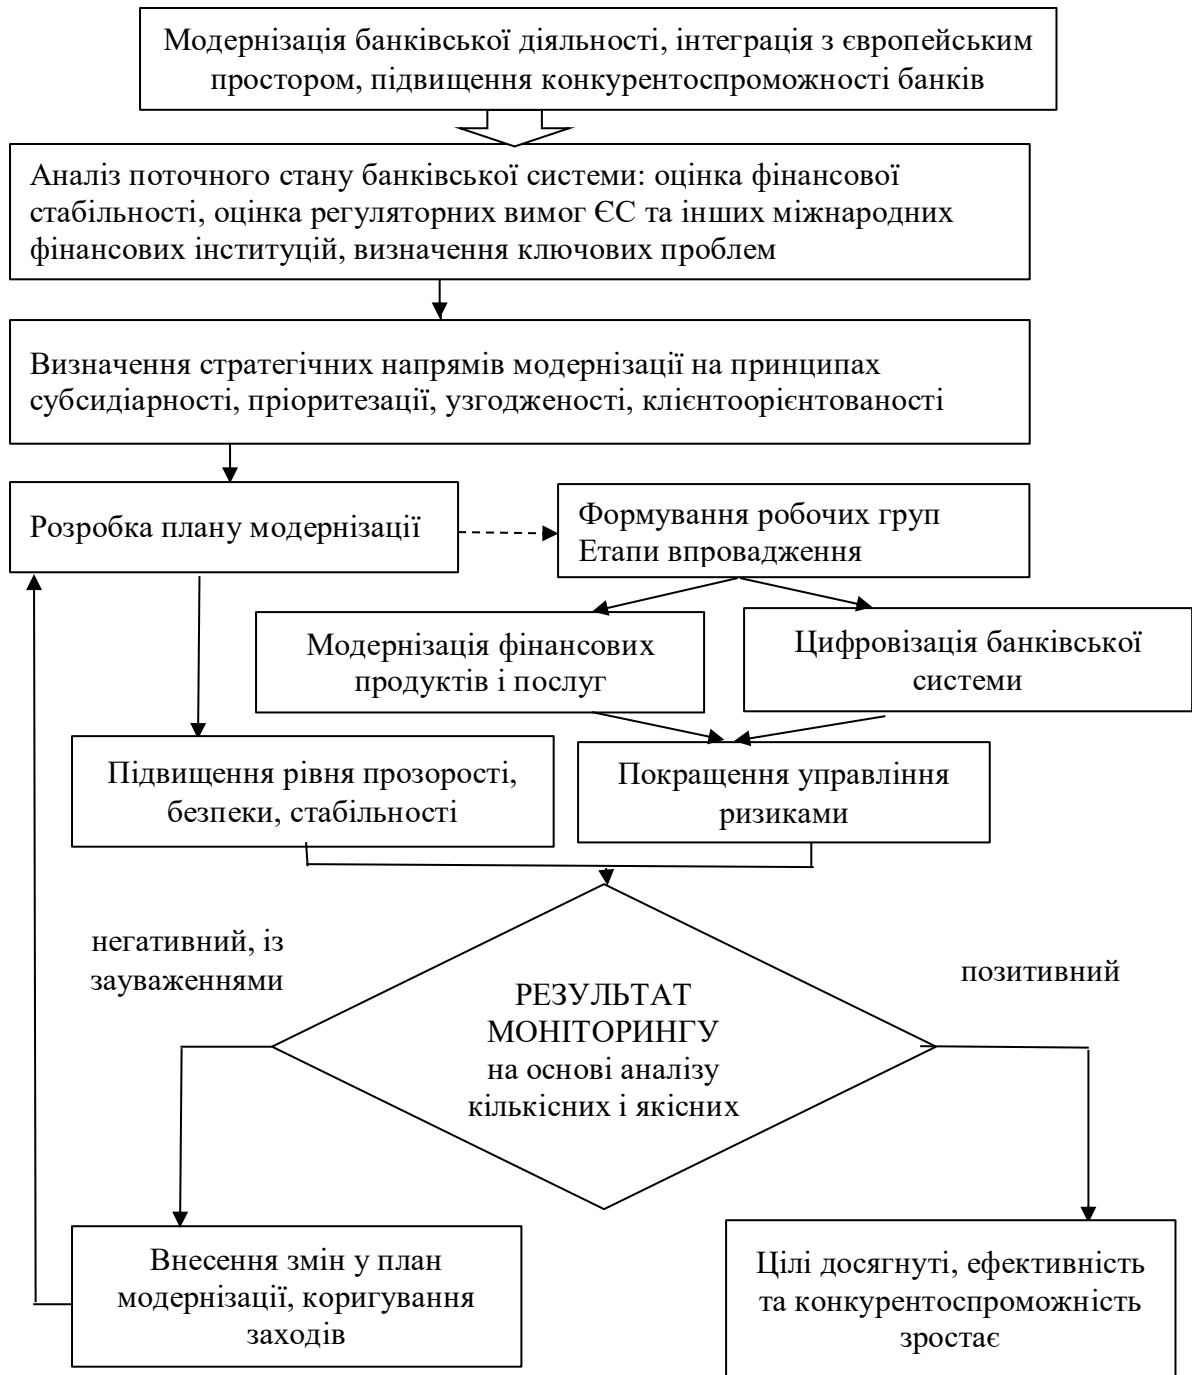 Модернізація банківської діяльності, інтеграція з європейським
простором, підвищення конкурентоспроможності банків
Аналіз поточного стану банківської системи: оцінка фінансової
стабільності, оцінка регуляторних вимог ЄС та інших міжнародних
фінансових інституцій, визначення ключових проблем
Визначення стратегічних напрямів модернізації на принципах
субсидіарності, пріоритезації, узгодженості, клієнтоорієнтованості
Розробка плану модернізації
Формування робочих груп
Етапи впровадження
Модернізація фінансових
продуктів і послуг
Цифровізація банківської
системи
Підвищення рівня прозорості,
безпеки, стабільності
Покращення управління
ризиками
негативний, із
зауваженнями
позитивний
РЕЗУЛЬТАТ
МОНІТОРИНГУ
на основі аналізу
кількісних і якісних
Внесення змін у план
модернізації, коригування
заходів
Цілі досягнуті, ефективність
та конкурентоспроможність
зростає